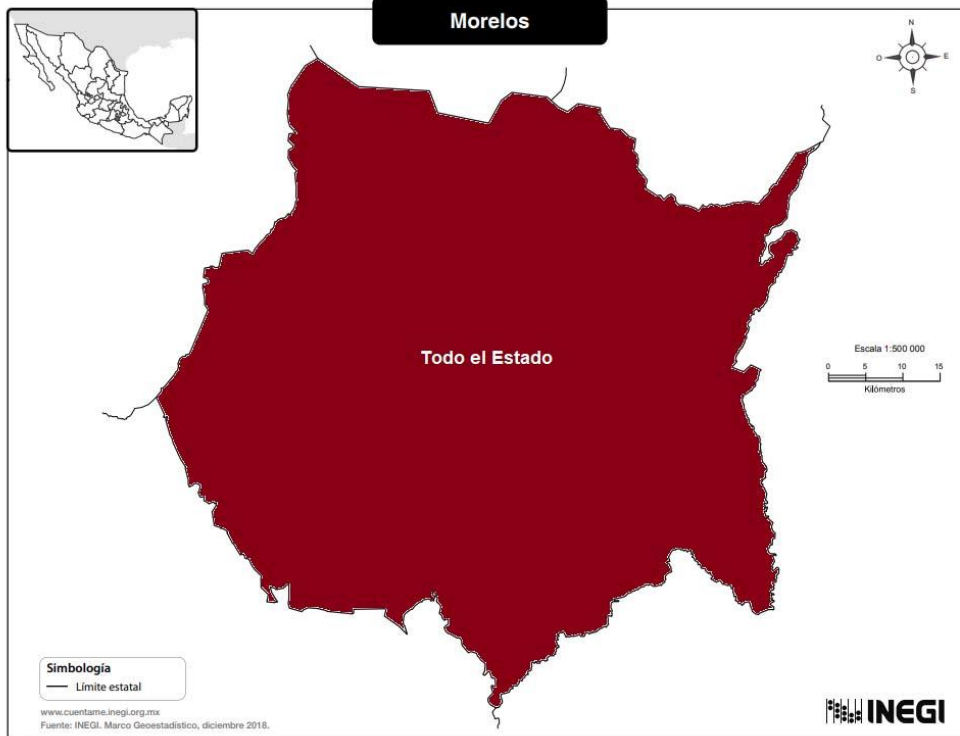 Morelos
N
O
E
S
Todo el Estado
Escala 1:500 000
0 5 10 15
Kilómetros
Simbología
Límite estatal
www.cuentame.inegi.org.mx
Fuente: INEGI. Marco Geoestadístico, diciembre 2018.
INEGI